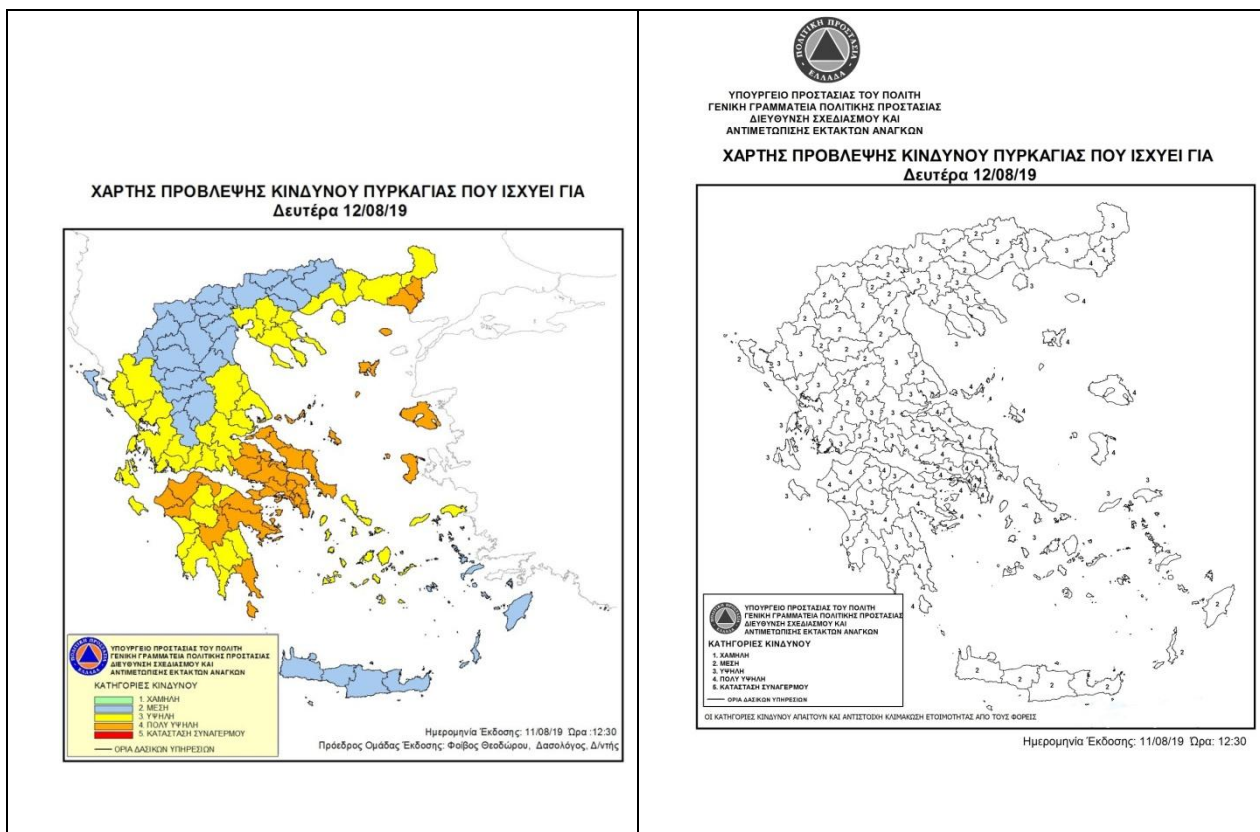 ΧΑΡΤΗΣ ΠΡΟΒΛΕΨΗΣ ΚΙΝΔΥΝΟΥ ΠΥΡΚΑΓΙΑΣ ΠΟΥ ΙΣΧΥΕΙ ΓΙΑ
Δευτέρα 12/08/19
ΠΟΛΙΤΙΚΗ ΠΡΟΣΤΑΣΙΑ
ΕΛΛΑΔΑ
ΥΠΟΥΡΓΕΙΟ ΠΡΟΣΤΑΣΙΑΣ ΤΟΥ ΠΟΛΙΤΗ
ΓΕΝΙΚΗ ΓΡΑΜΜΑΤΕΙΑ ΠΟΛΙΤΙΚΗΣ ΠΡΟΣΤΑΣΙΑΣ
ΔΙΕΥΘΥΝΣΗ ΣΧΕΔΙΑΣΜΟΥ ΚΑΙ
ΑΝΤΙΜΕΤΩΠΙΣΗΣ ΕΚΤΑΚΤΩΝ ΑΝΑΓΚΩΝ
ΚΑΤΗΓΟΡΙΕΣ ΚΙΝΔΥΝΟΥ
1. ΧΑΜΗΛΗ
2. ΜΕΣΗ
3. ΥΨΗΛΗ
4. ΠΟΛΥ ΥΨΗΛΗ
5. ΚΑΤΑΣΤΑΣΗ ΣΥΝΑΓΕΡΜΟΥ
ΟΡΙΑ ΔΑΣΙΚΩΝ ΥΠΗΡΕΣΙΩΝ
Ημερομηνία Έκδοσης: 11/08/19 Ώρα :12:30
Πρόεδρος Ομάδας Έκδοσης: Φοίβος Θεοδώρου, Δασολόγος, Δ/ντής
ΠΟΛΙΤΙΚΗ ΠΡΟΣΤΑΣΙΑ
ΕΛΛΑΔΑ
ΥΠΟΥΡΓΕΙΟ ΠΡΟΣΤΑΣΙΑΣ ΤΟΥ ΠΟΛΙΤΗ
ΓΕΝΙΚΗ ΓΡΑΜΜΑΤΕΙΑ ΠΟΛΙΤΙΚΗΣ ΠΡΟΣΤΑΣΙΑΣ
ΔΙΕΥΘΥΝΣΗ ΣΧΕΔΙΑΣΜΟΥ ΚΑΙ
ΑΝΤΙΜΕΤΩΠΙΣΗΣ ΕΚΤΑΚΤΩΝ ΑΝΑΓΚΩΝ
ΧΑΡΤΗΣ ΠΡΟΒΛΕΨΗΣ ΚΙΝΔΥΝΟΥ ΠΥΡΚΑΓΙΑΣ ΠΟΥ ΙΣΧΥΕΙ ΓΙΑ
Δευτέρα 12/08/19
ΥΠΟΥΡΓΕΙΟ ΠΡΟΣΤΑΣΙΑΣ ΤΟΥ ΠΟΛΙΤΗ
ΓΕΝΙΚΗ ΓΡΑΜΜΑΤΕΙΑ ΠΟΛΙΤΙΚΗΣ ΠΡΟΣΤΑΣΙΑΣ
ΔΙΕΥΘΥΝΣΗ ΣΧΕΔΙΑΣΜΟΥ ΚΑΙ
ΑΝΤΙΜΕΤΩΠΙΣΗΣ ΕΚΤΑΚΤΩΝ ΑΝΑΓΚΩΝ
ΚΑΤΗΓΟΡΙΕΣ ΚΙΝΔΥΝΟΥ
1. ΧΑΜΗΛΗ
2. ΜΕΣΗ
3. ΥΨΗΛΗ
4. ΠΟΛΥ ΥΨΗΛΗ
5. ΚΑΤΑΣΤΑΣΗ ΣΥΝΑΓΕΡΜΟΥ
ΟΡΙΑ ΔΑΣΙΚΩΝ ΥΠΗΡΕΣΙΩΝ
ΟΙ ΚΑΤΗΓΟΡΙΕΣ ΚΙΝΔΥΝΟΥ ΑΠΑΙΤΟΥΝ ΚΑΙ ΑΝΤΙΣΤΟΙΧΗ ΚΛΙΜΑΚΩΣΗ ΕΤΟΙΜΟΤΗΤΑΣ ΑΠΟ ΤΟΥΣ ΦΟΡΕΙΣ
Ημερομηνία Έκδοσης: 11/08/19 Ώρα: 12:30